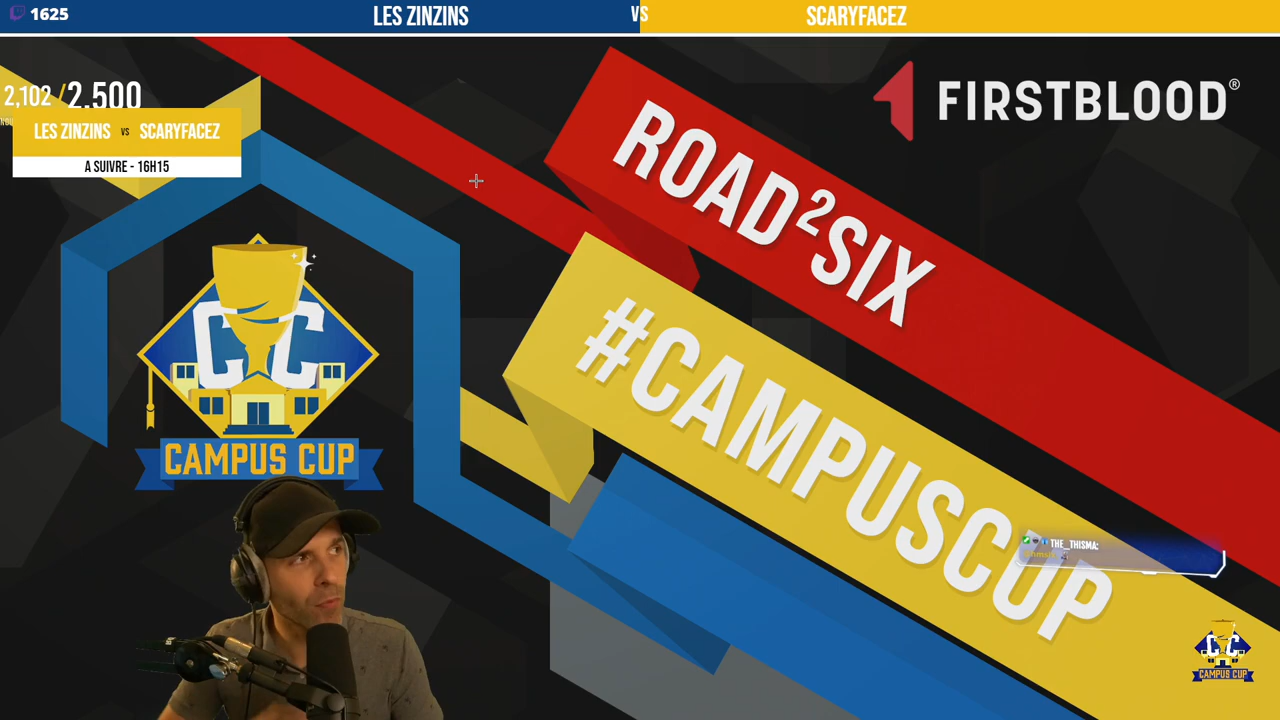 1625
LES ZINZINS
VS
SCARYFACEZ
2,102 / 2,500
LES ZINZINS VS SCARYFACEZ
A SUIVRE - 16H15
FIRSTBLOOD®
ROAD²SIX
#CAMPUSCUP
CC
CAMPUS CUP
THE_THISMA:
CC
CAMPUS CUP